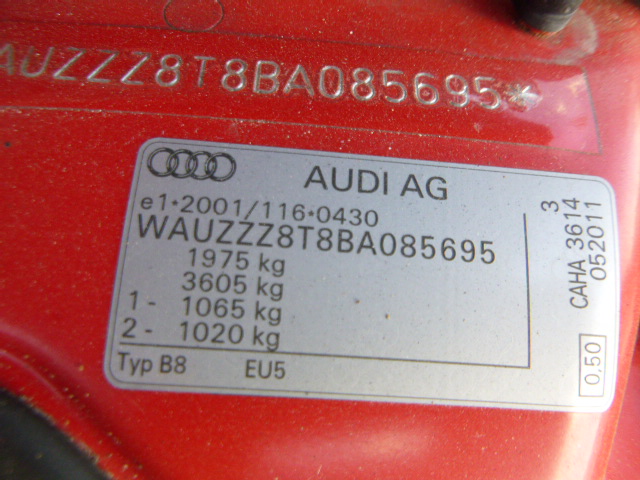 AUZZZ8T8BA085695*
AUDI AG
e1*2001/116*0430
WAUZZZ8T8BA085695
1975 kg
3605 kg
1- 1065 kg
2- 1020 kg
Typ B8 EU5
3
CAHA 3614
052011
0,50